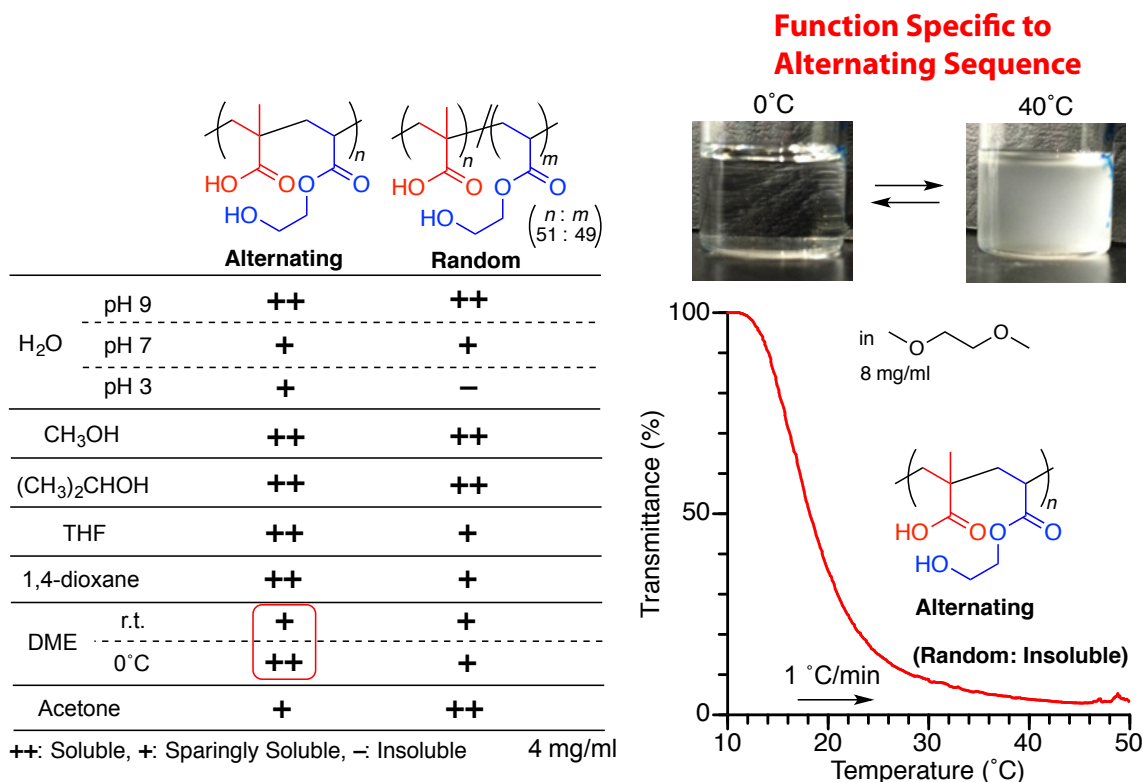 Function Specific to
Alternating Sequence
0˚C 40˚C
n n m
HO O O O HO O O O
HO HO
( n : m
51 : 49 )
Alternating Random
H2O pH 9 ++ ++
pH 7 + +
pH 3 + −
CH3OH ++ ++
(CH3)2CHOH ++ ++
THF ++ +
1,4-dioxane ++ +
DME r.t. + +
0˚C ++ +
Acetone + ++
++: Soluble, +: Sparingly Soluble, −: Insoluble 4 mg/ml
Transmittance (%)
100
50
0
in O O
8 mg/ml
n
HO O O O
HO
Alternating
(Random: Insoluble)
1 ˚C/min
10 20 30 40 50
Temperature (˚C)